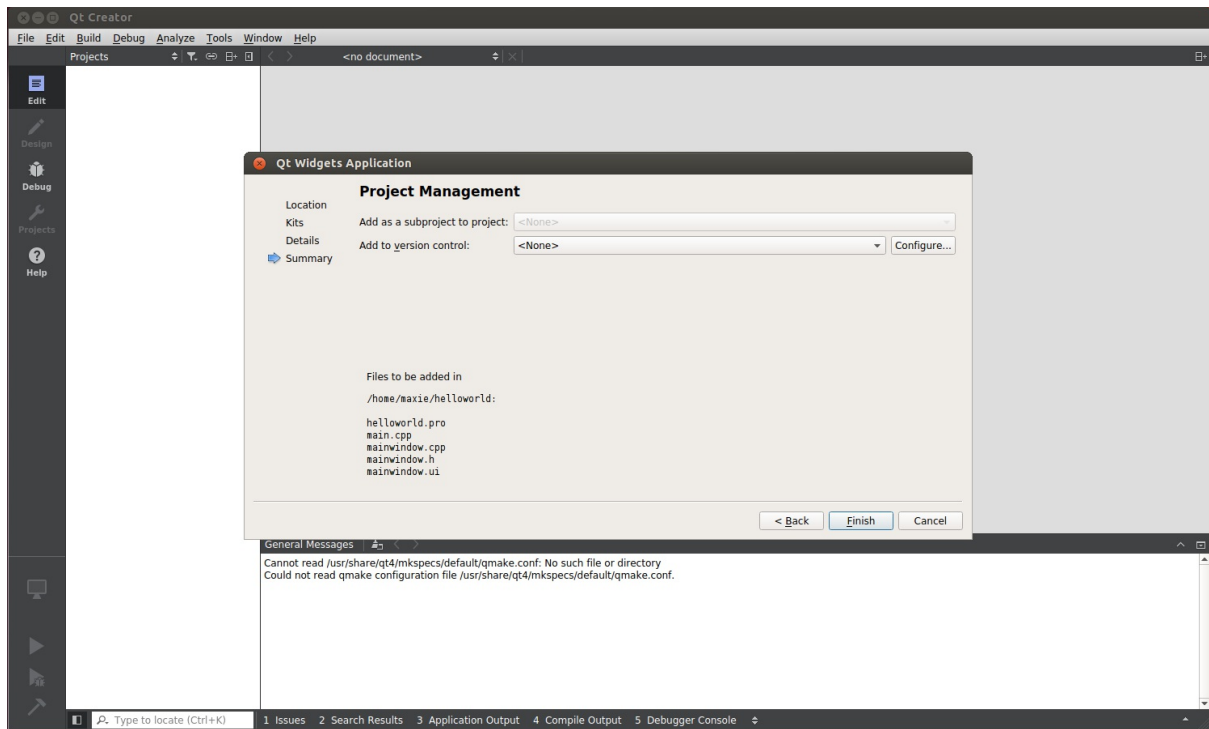 Qt Creator
File Edit Build Debug Analyze Tools Window Help
Projects <no document>
Edit
Design
Debug
Projects
Help
Qt Widgets Application
Location
Kits
Details
Summary
Project Management
Add as a subproject to project: <None>
Add to version control: <None> Configure...
Files to be added in
/home/maxie/helloworld:
helloworld.pro
main.cpp
mainwindow.cpp
mainwindow.h
mainwindow.ui
< Back Finish Cancel
General Messages
Cannot read /usr/share/qt4/mkspecs/default/qmake.conf: No such file or directory
Could not read qmake configuration file /usr/share/qt4/mkspecs/default/qmake.conf.
Type to locate (Ctrl+K) 1 Issues 2 Search Results 3 Application Output 4 Compile Output 5 Debugger Console